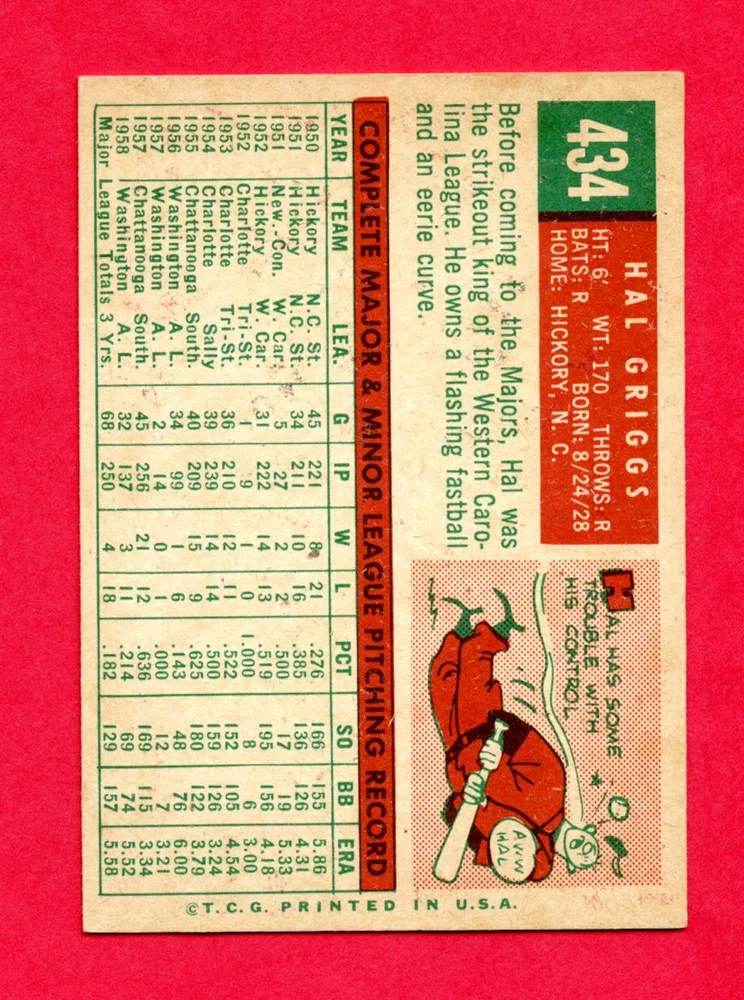 434
HAL GRIGGS
HT: 6' WT: 170 THROWS: R
BATS: R BORN: 8/24/28
HOME: HICKORY, N. C.
Before coming to the Majors, Hal was
the strikeout king of the Western Caro-
lina League. He owns a flashing fastball
and an eerie curve.
HAL HAS SOME
TROUBLE WITH
HIS CONTROL
AVIW
HAL
COMPLETE MAJOR & MINOR LEAGUE PITCHING RECORD
YEAR TEAM LEA. G IP W L PCT SO BB ERA
1950 Hickory N.C. St. 45 221 8 21 .276 166 155 5.86
1951 Hickory N.C. St. 34 211 10 16 .385 136 126 4.31
1951 New.-Con. W. Car. 5 27 2 2 .500 17 19 5.33
1952 Hickory W. Car. 31 222 14 13 .519 195 156 4.18
1952 Charlotte Tri-St. 1 9 1 0 1.000 8 6 3.00
1953 Charlotte Tri-St. 36 210 12 11 .522 152 105 4.54
1954 Charlotte Sally 39 239 14 14 .500 159 126 3.24
1955 Chattanooga South. 40 209 15 9 .625 180 122 3.79
1956 Washington A. L. 34 99 1 6 .143 48 76 6.00
1957 Washington A. L. 2 14 0 1 .000 12 7 3.21
1957 Chattanooga South. 45 256 21 12 .636 169 115 3.34
1958 Washington A. L. 32 137 3 11 .214 69 74 5.52
Major League Totals 3 Yrs. 68 250 4 18 .182 129 157 5.58
©T.C.G. PRINTED IN U.S.A.